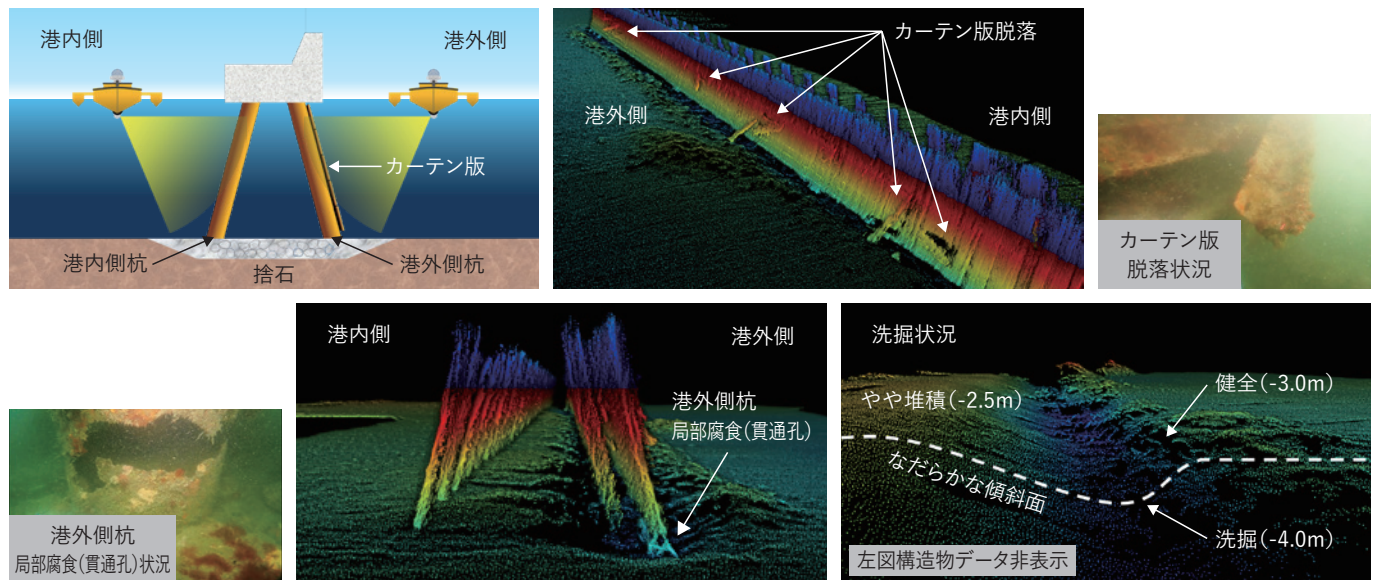 港内側
港外側
カーテン版
港内側杭
港外側杭
捨石
カーテン版脱落
港外側
港内側
カーテン版
脱落状況
港外側杭
局部腐食(貫通孔)状況
港内側
港外側
港外側杭
局部腐食(貫通孔)
洗掘状況
やや堆積(-2.5m)
健全(-3.0m)
なだらかな傾斜面
洗掘(-4.0m)
左図構造物データ非表示